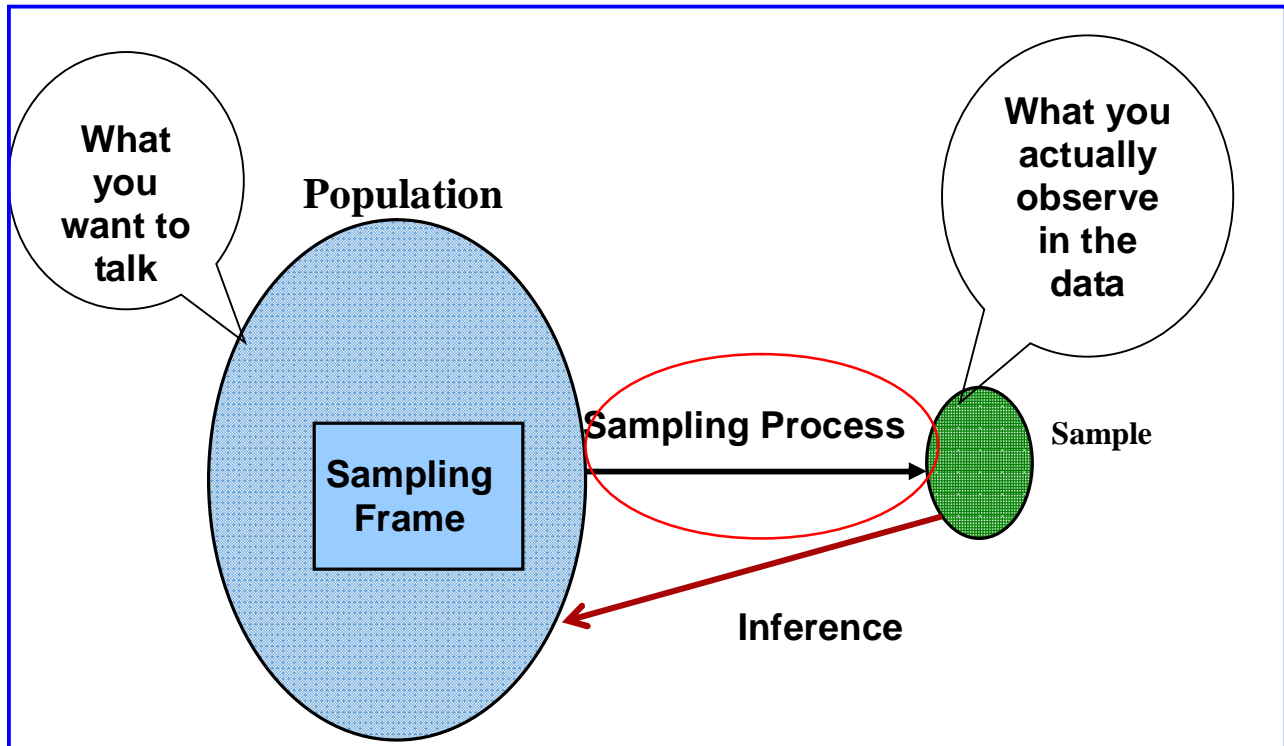 What
you
want to
talk
Population
What you
actually
observe
in the
data
Sampling Process
Sample
Sampling
Frame
Inference